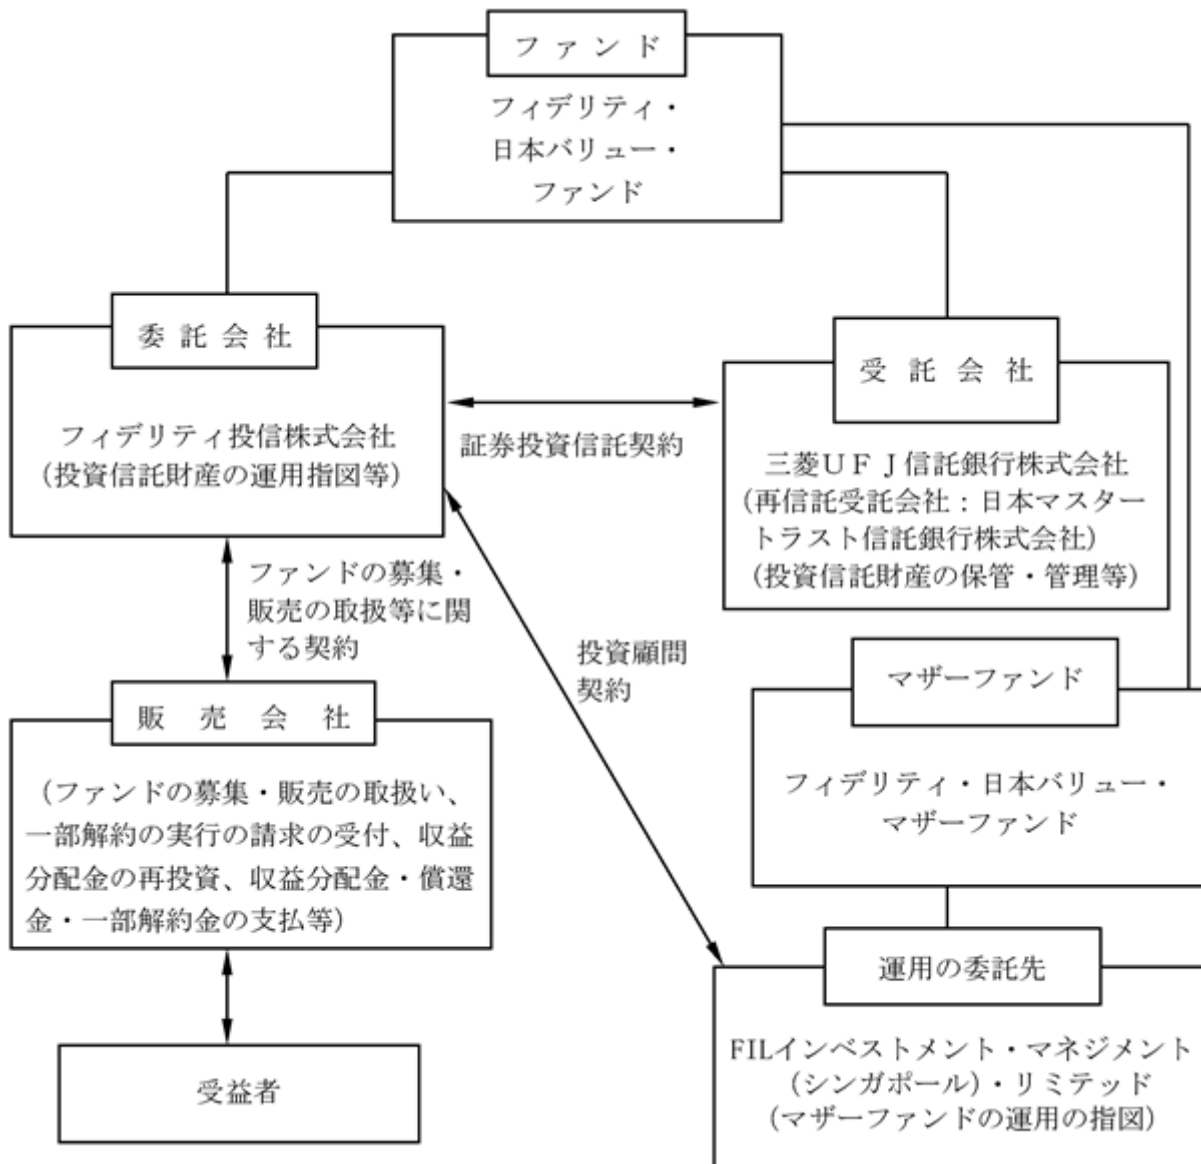 ファンド
フィデリティ・
日本バリュー・
ファンド
委託会社
フィデリティ投信株式会社
(投資信託財産の運用指図等)
証券投資信託契約
受託会社
三菱ＵＦＪ信託銀行株式会社
(再信託受託会社：日本マスター
トラスト信託銀行株式会社)
(投資信託財産の保管・管理等)
ファンドの募集・
販売の取扱等に関
する契約
投資顧問
契約
マザーファンド
フィデリティ・日本バリュー・
マザーファンド
販売会社
(ファンドの募集・販売の取扱い、
一部解約の実行の請求の受付、収益
分配金の再投資、収益分配金・償還
金・一部解約金の支払等)
運用の委託先
FILインベストメント・マネジメント
(シンガポール)・リミテッド
(マザーファンドの運用の指図)
受益者